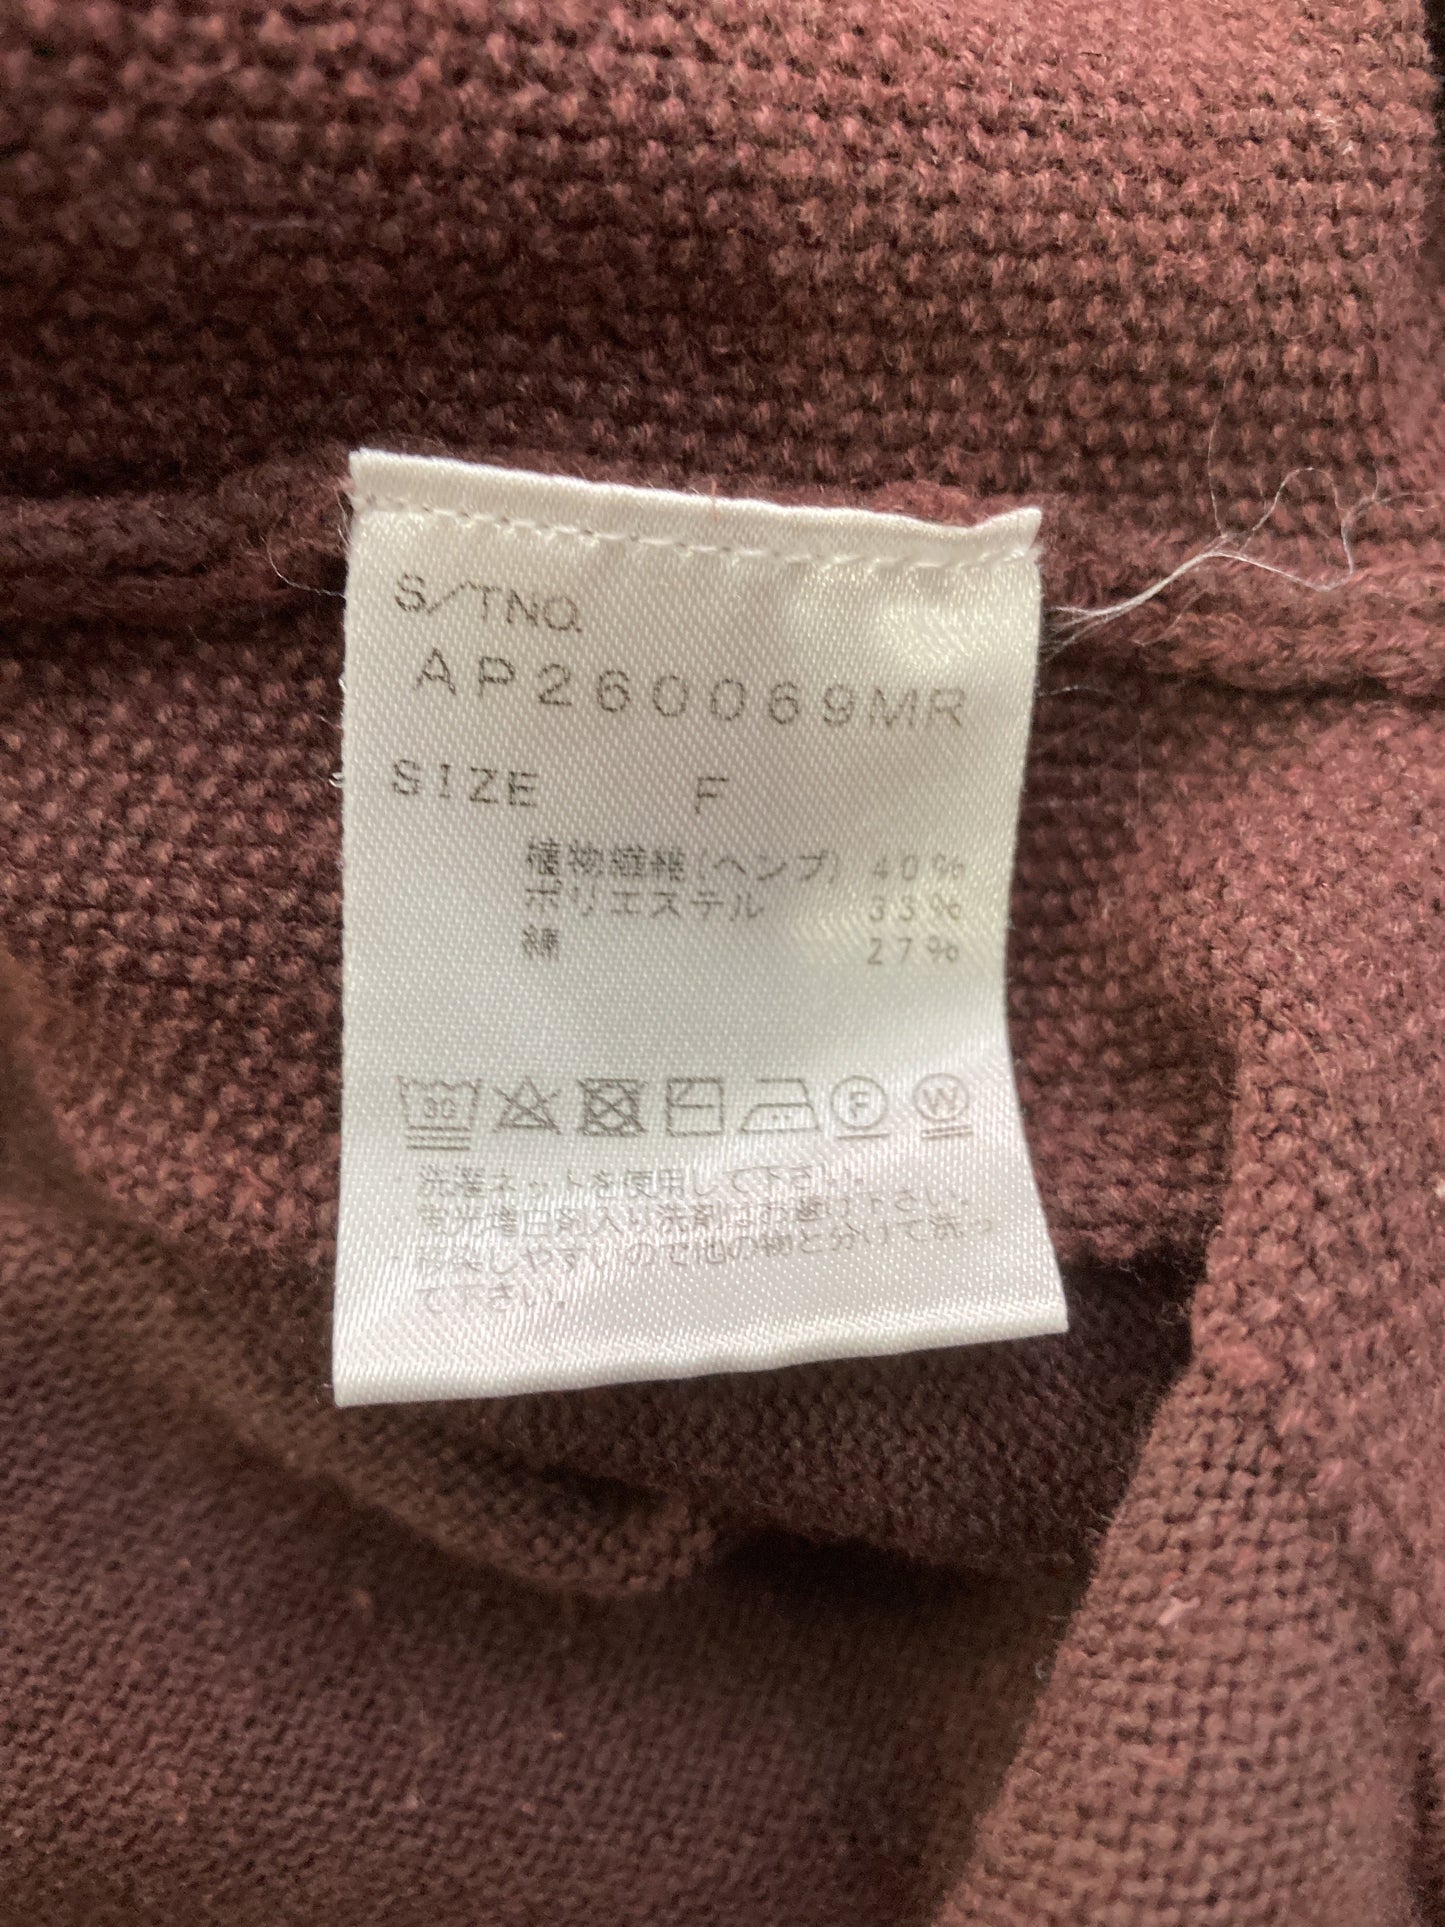 S/TNO.
AP260069MR
SIZE F
植物繊維(ヘンプ) 40%
ポリエステル 33%
綿 27%
30
F
W
・洗濯ネットを使用して下さい.
・蛍光増白剤入り洗剤はお避け下さい.
・移染しやすいので他の物と分けて洗っ
て下さい.